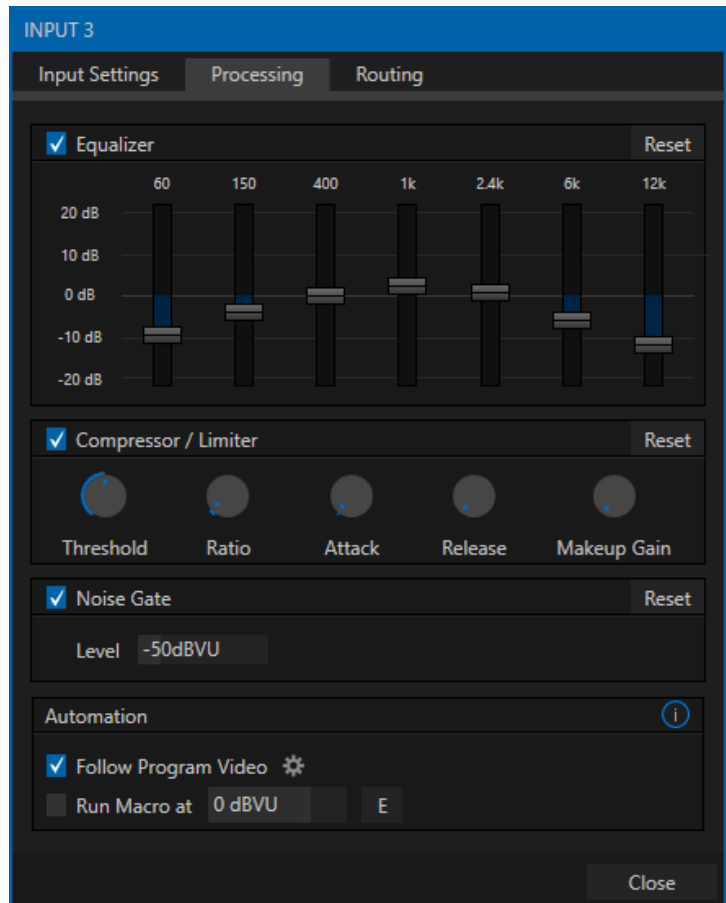 INPUT 3
Input Settings Processing Routing
Equalizer Reset
60 150 400 1k 2.4k 6k 12k
20 dB
10 dB
0 dB
-10 dB
-20 dB
Compressor / Limiter Reset
Threshold Ratio Attack Release Makeup Gain
Noise Gate Reset
Level -50dBVU
Automation i
Follow Program Video
Run Macro at 0 dBVU E
Close